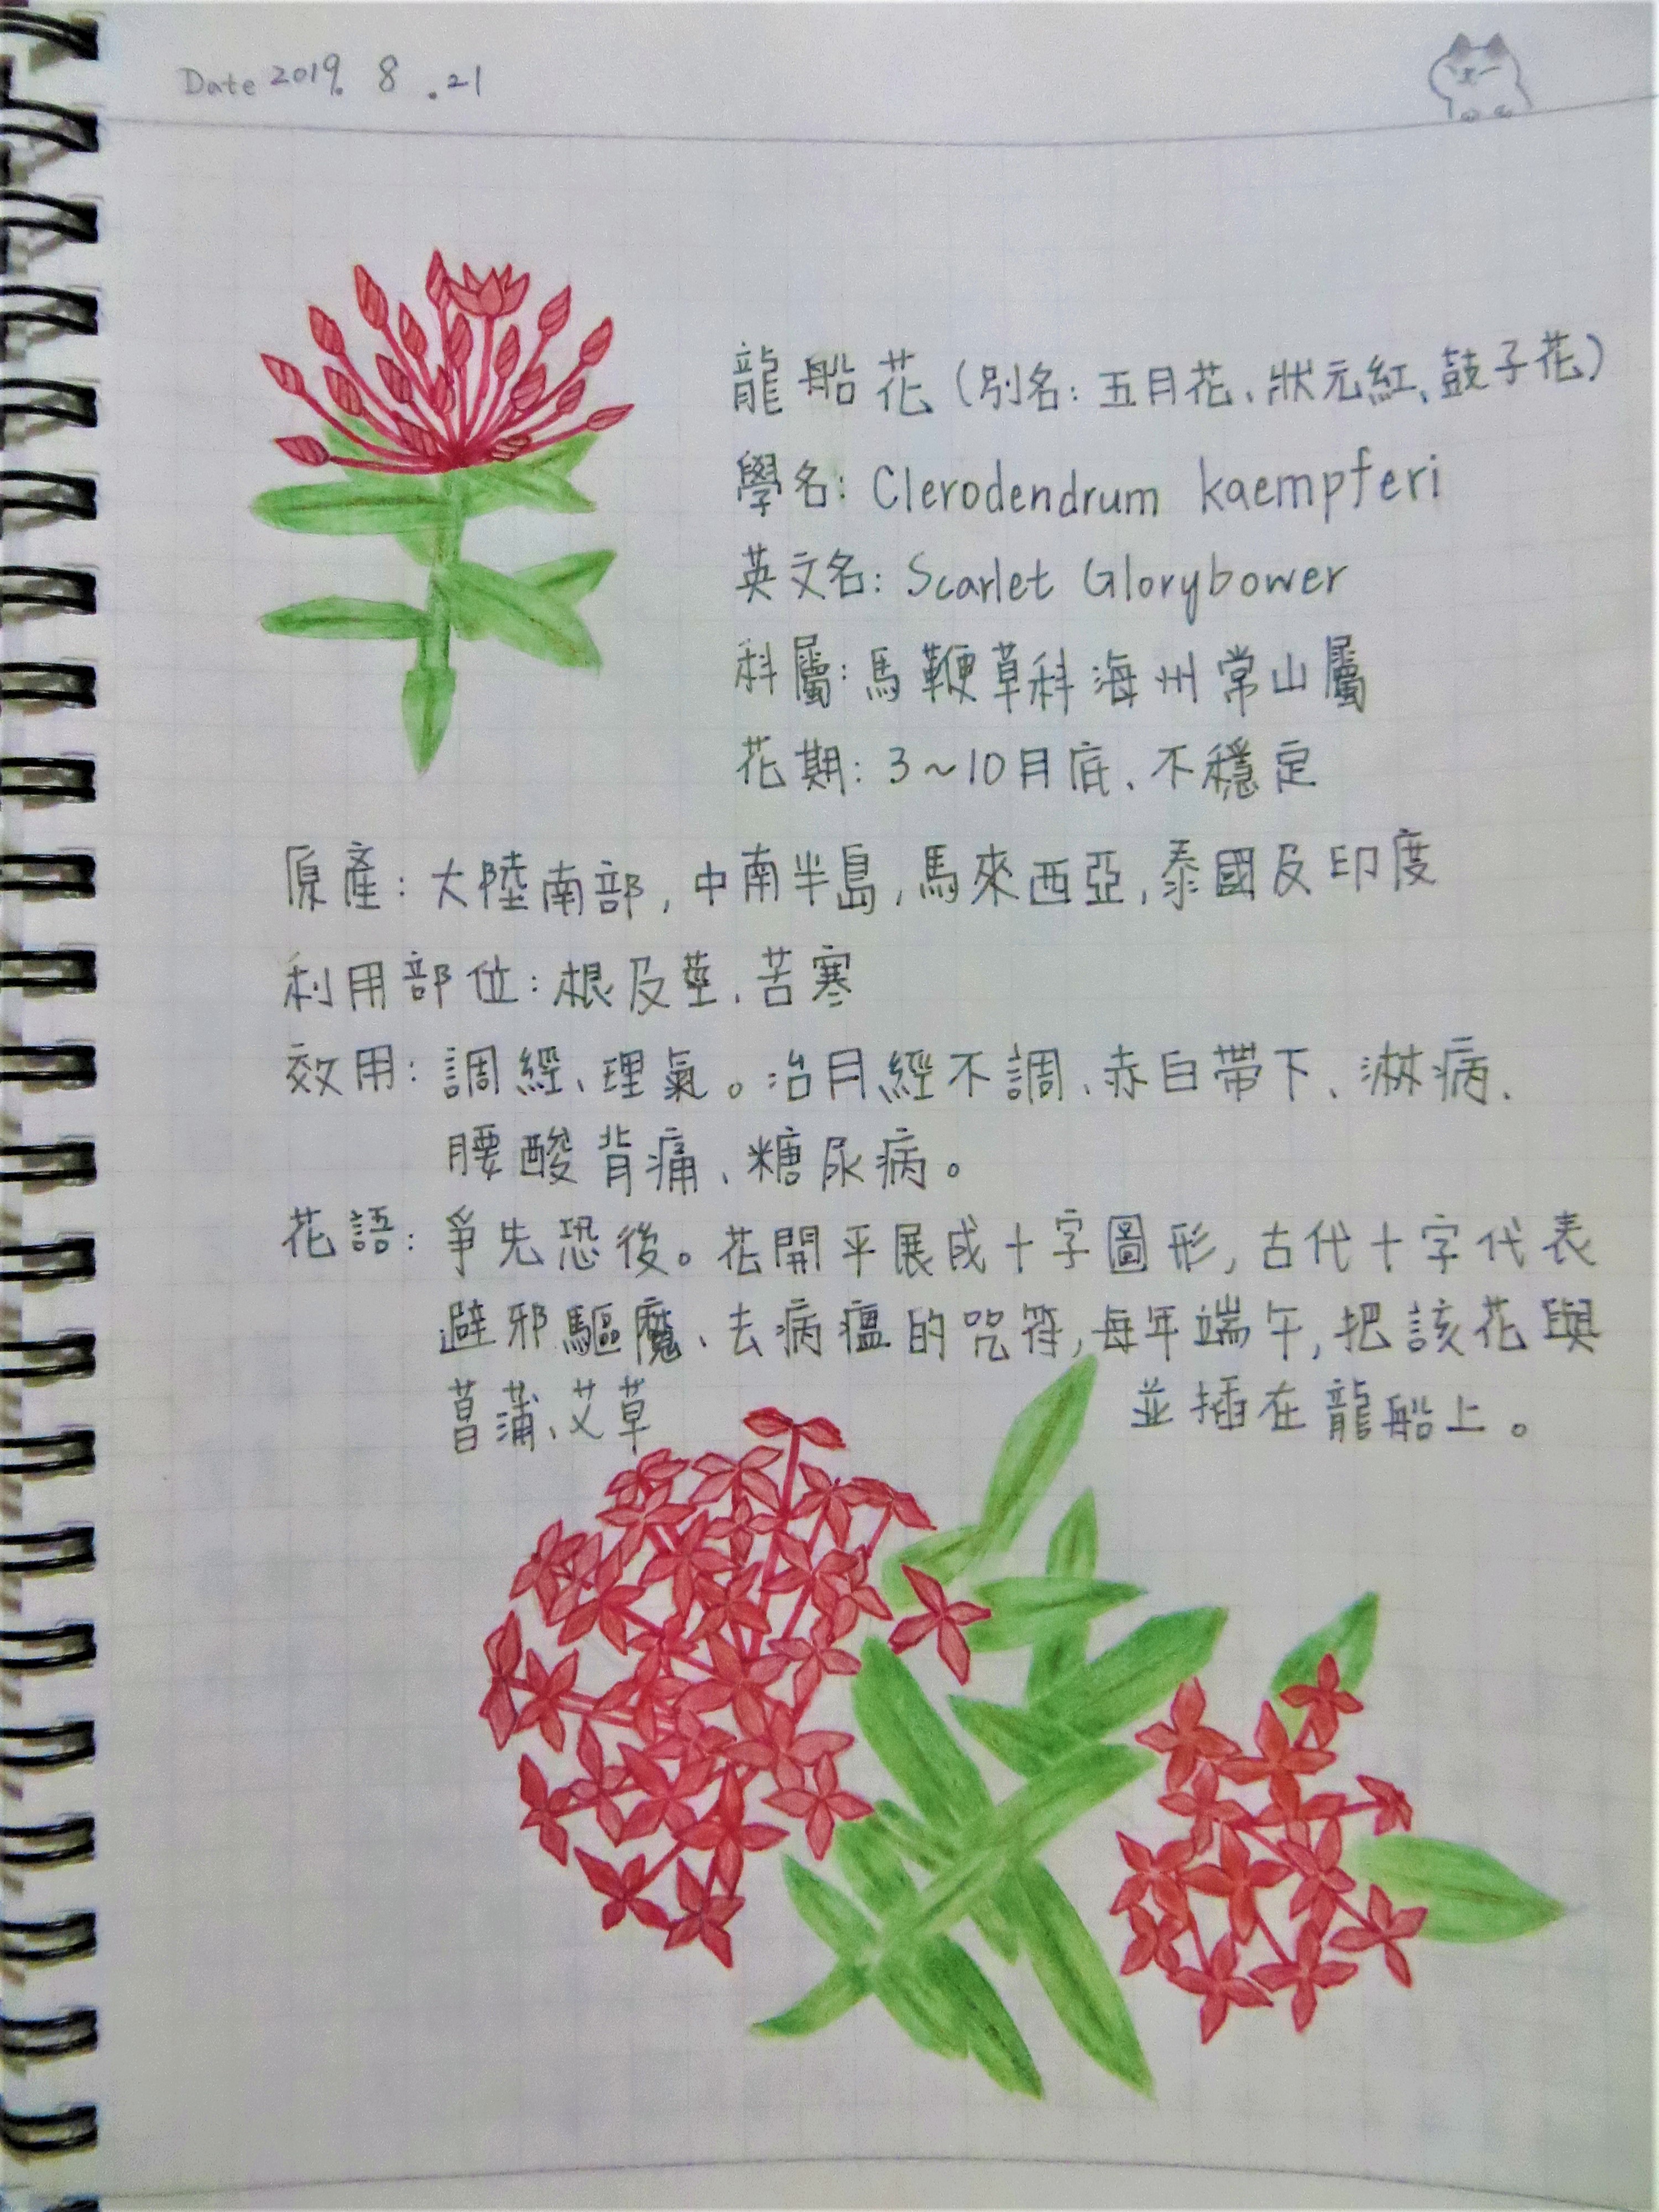 Date 2019. 8 .21
龍船花(別名:五月花、狀元紅、鼓子花)
學名:Clerodendrum kaempferi
英文名:Scarlet Glorybower
科屬:馬鞭草科海州常山屬
花期:3~10月底、不穩定
原產:大陸南部,中南半島,馬來西亞,泰國及印度
利用部位:根及莖、苦寒
效用:調經、理氣。治月經不調、赤白帶下、淋病、
腰酸背痛、糖尿病。
花語:爭先恐後。花開平展成十字圖形,古代十字代表
避邪驅魔、去病瘟的咒符,每年端午,把該花與
菖蒲、艾草 並插在龍船上。